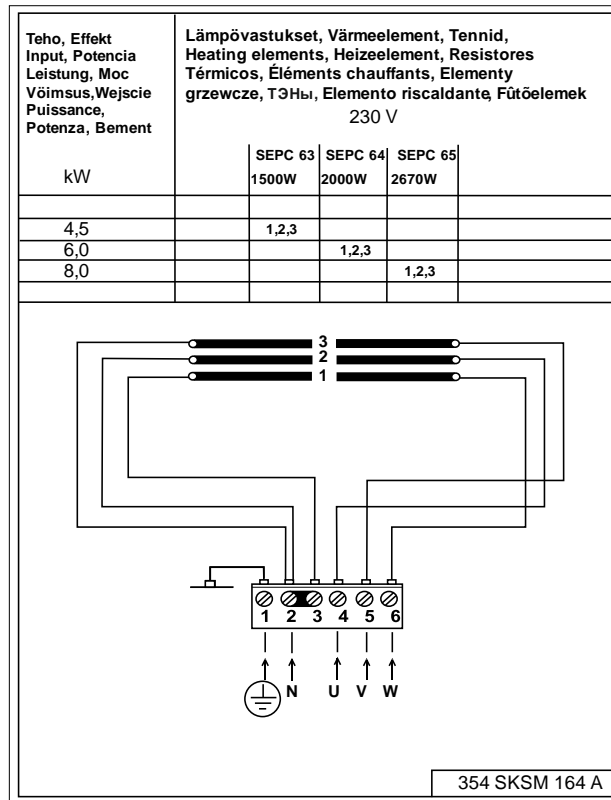 Teho, Effekt
Input, Potencia
Leistung, Moc
Võimsus,Wejscie
Puissance,
Potenza, Bement
kW
Lämpövastukset, Värmeelement, Tennid,
Heating elements, Heizeelement, Resistores
Térmicos, Éléments chauffants, Elementy
grzewcze, ТЭНы, Elemento riscaldante, Fûtöelemek
230 V
SEPC 63 SEPC 64 SEPC 65
1500W 2000W 2670W
4,5 1,2,3
6,0 1,2,3
8,0 1,2,3
3
2
1
1 2 3 4 5 6
N U V W
354 SKSM 164 A